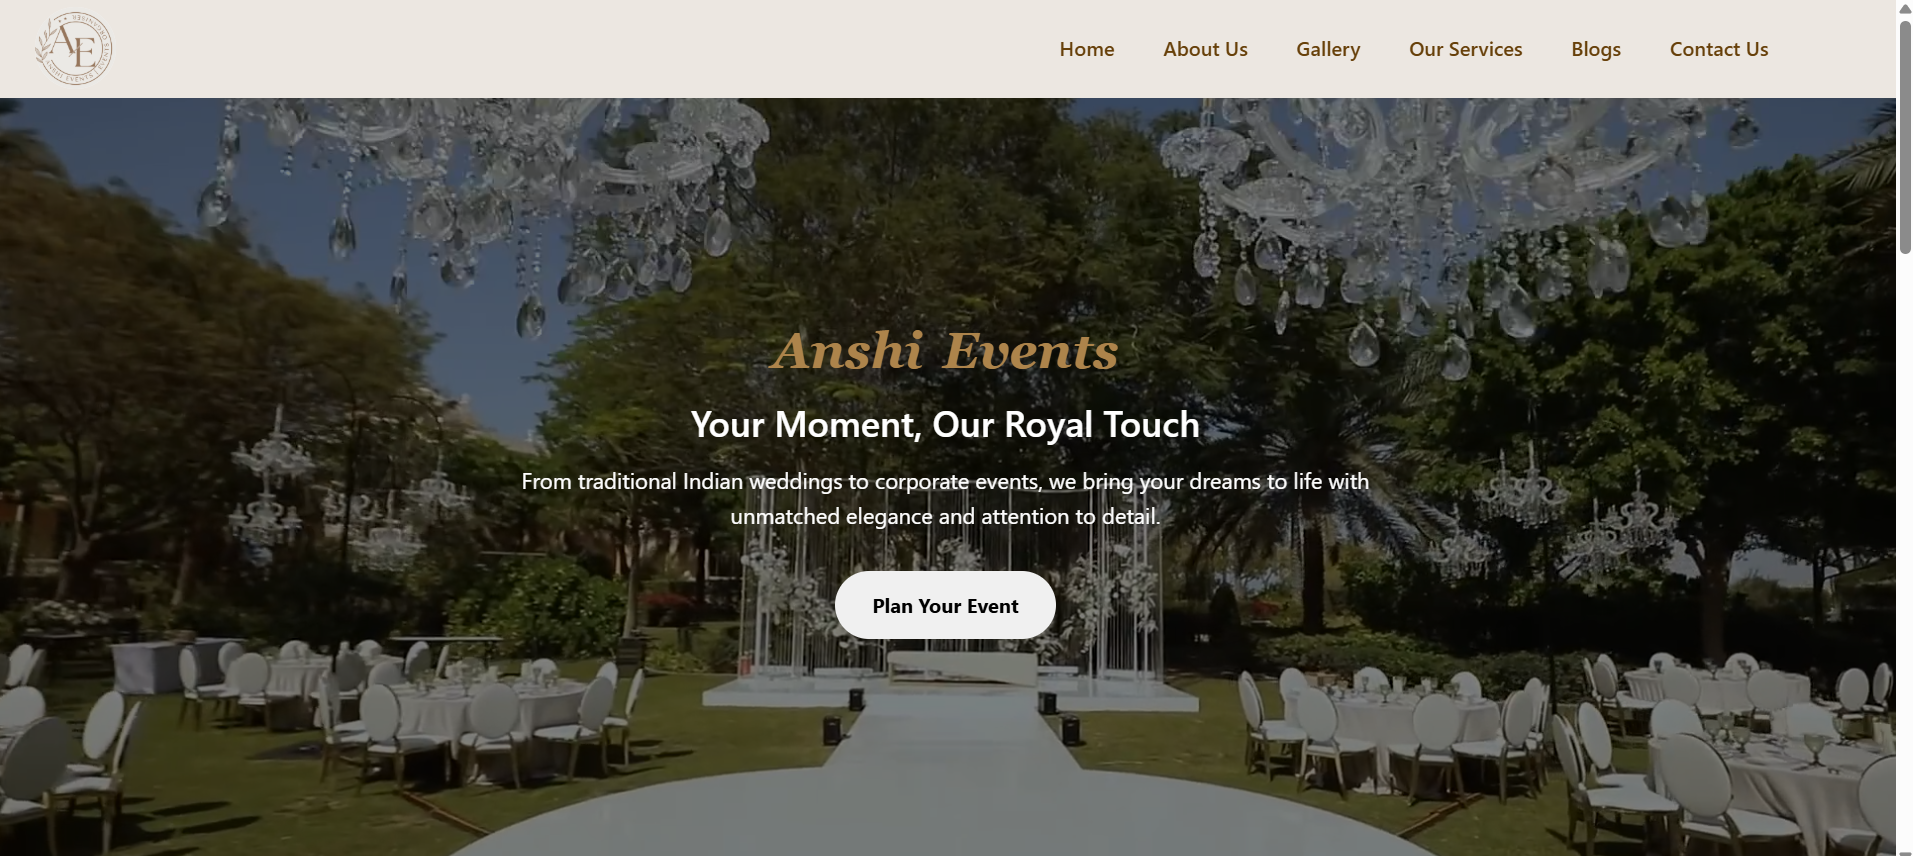 AE
ANSHI EVENTS | EVENTS ORGANISER
Home
About Us
Gallery
Our Services
Blogs
Contact Us
Anshi Events
Your Moment, Our Royal Touch
From traditional Indian weddings to corporate events, we bring your dreams to life with
unmatched elegance and attention to detail.
Plan Your Event